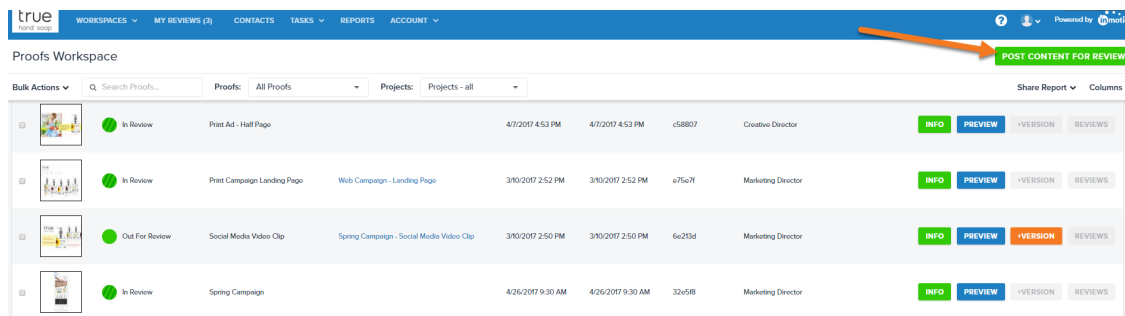 true WORKSPACES MY REVIEWS (3) CONTACTS TASKS REPORTS ACCOUNT ? Powered by inmoti
hand soap
Proofs Workspace POST CONTENT FOR REVIEW
Bulk Actions Search Proofs... Proofs: All Proofs Projects: Projects - all Share Report Columns
In Review Print Ad - Half Page 4/7/2017 4:53 PM 4/7/2017 4:53 PM c58807 Creative Director INFO PREVIEW +VERSION REVIEWS
true
In Review Print Campaign Landing Page Web Campaign - Landing Page 3/10/2017 2:52 PM 3/10/2017 2:52 PM e75e7f Marketing Director INFO PREVIEW +VERSION REVIEWS
true
Out For Review Social Media Video Clip Spring Campaign - Social Media Video Clip 3/10/2017 2:50 PM 3/10/2017 2:50 PM 6e213d Marketing Director INFO PREVIEW +VERSION REVIEWS
In Review Spring Campaign 4/26/2017 9:30 AM 4/26/2017 9:30 AM 32e5f8 Marketing Director INFO PREVIEW +VERSION REVIEWS